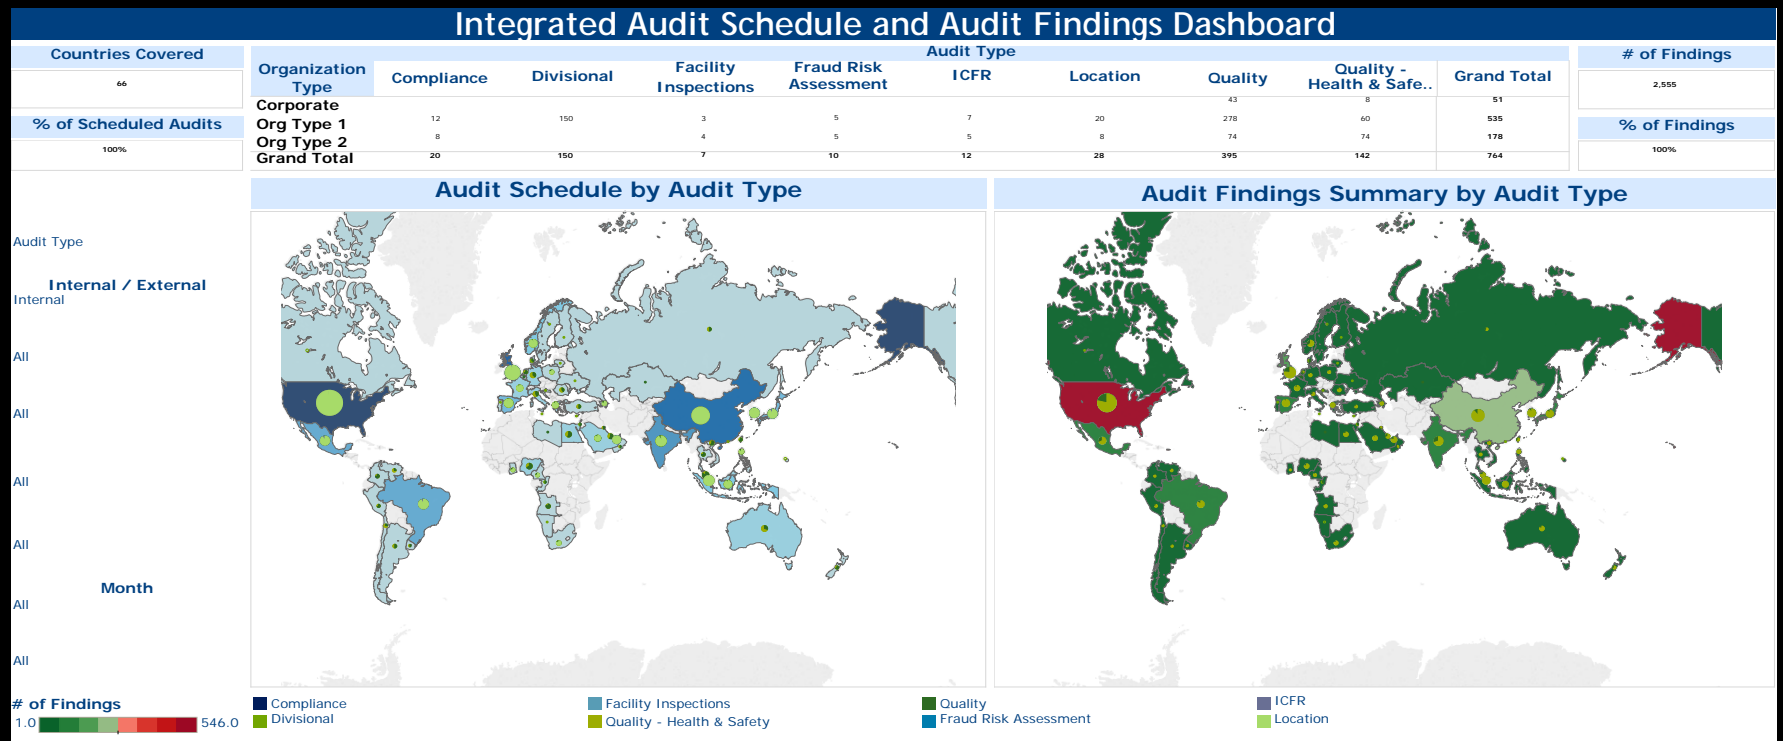 Integrated Audit Schedule and Audit Findings Dashboard
Countries Covered
66
% of Scheduled Audits
100%
Audit Type
Organization Type Compliance Divisional Facility Inspections Fraud Risk Assessment ICFR Location Quality Quality - Health & Safe.. Grand Total
Corporate 43 8 51
Org Type 1 12 150 3 5 7 20 278 60 535
Org Type 2 8 4 5 5 8 74 74 178
Grand Total 20 150 7 10 12 28 395 142 764
# of Findings
2,555
% of Findings
100%
Audit Schedule by Audit Type
Audit Findings Summary by Audit Type
Audit Type
Internal / External
Internal
All
All
All
All
Month
All
All
# of Findings
1.0 546.0
Compliance
Divisional
Facility Inspections
Quality - Health & Safety
Quality
Fraud Risk Assessment
ICFR
Location